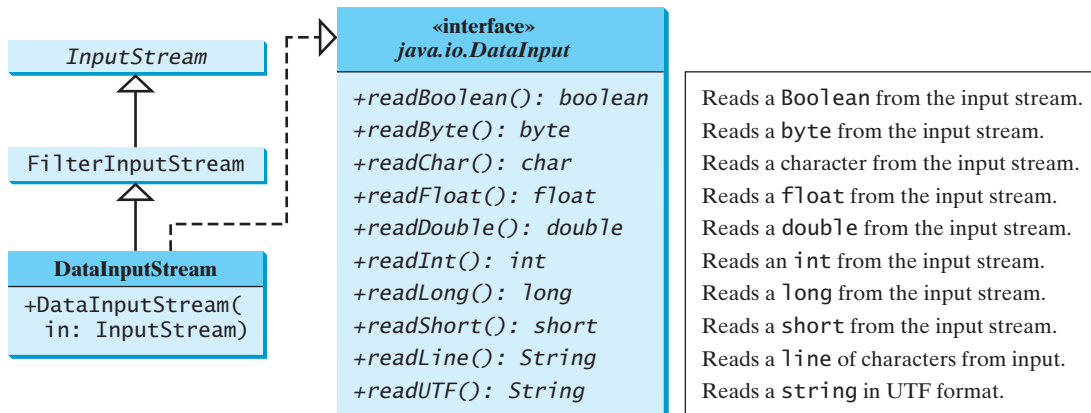 InputStream
FilterInputStream
DataInputStream
+DataInputStream(
in: InputStream)
«interface»
java.io.DataInput
+readBoolean(): boolean
+readByte(): byte
+readChar(): char
+readFloat(): float
+readDouble(): double
+readInt(): int
+readLong(): long
+readShort(): short
+readLine(): String
+readUTF(): String
Reads a Boolean from the input stream.
Reads a byte from the input stream.
Reads a character from the input stream.
Reads a float from the input stream.
Reads a double from the input stream.
Reads an int from the input stream.
Reads a long from the input stream.
Reads a short from the input stream.
Reads a line of characters from input.
Reads a string in UTF format.